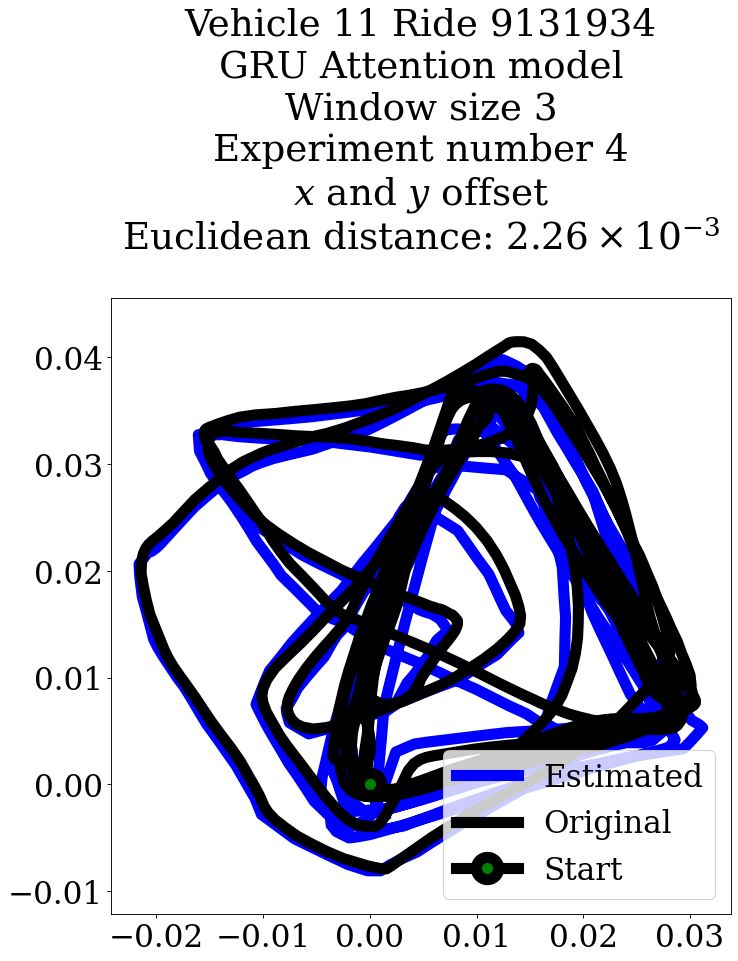 Vehicle 11 Ride 9131934
GRU Attention model
Window size 3
Experiment number 4
x and y offset
Euclidean distance: 2.26 × 10⁻³
0.04
0.03
0.02
0.01
0.00
−0.01
Estimated
Original
Start
−0.02 −0.01 0.00 0.01 0.02 0.03